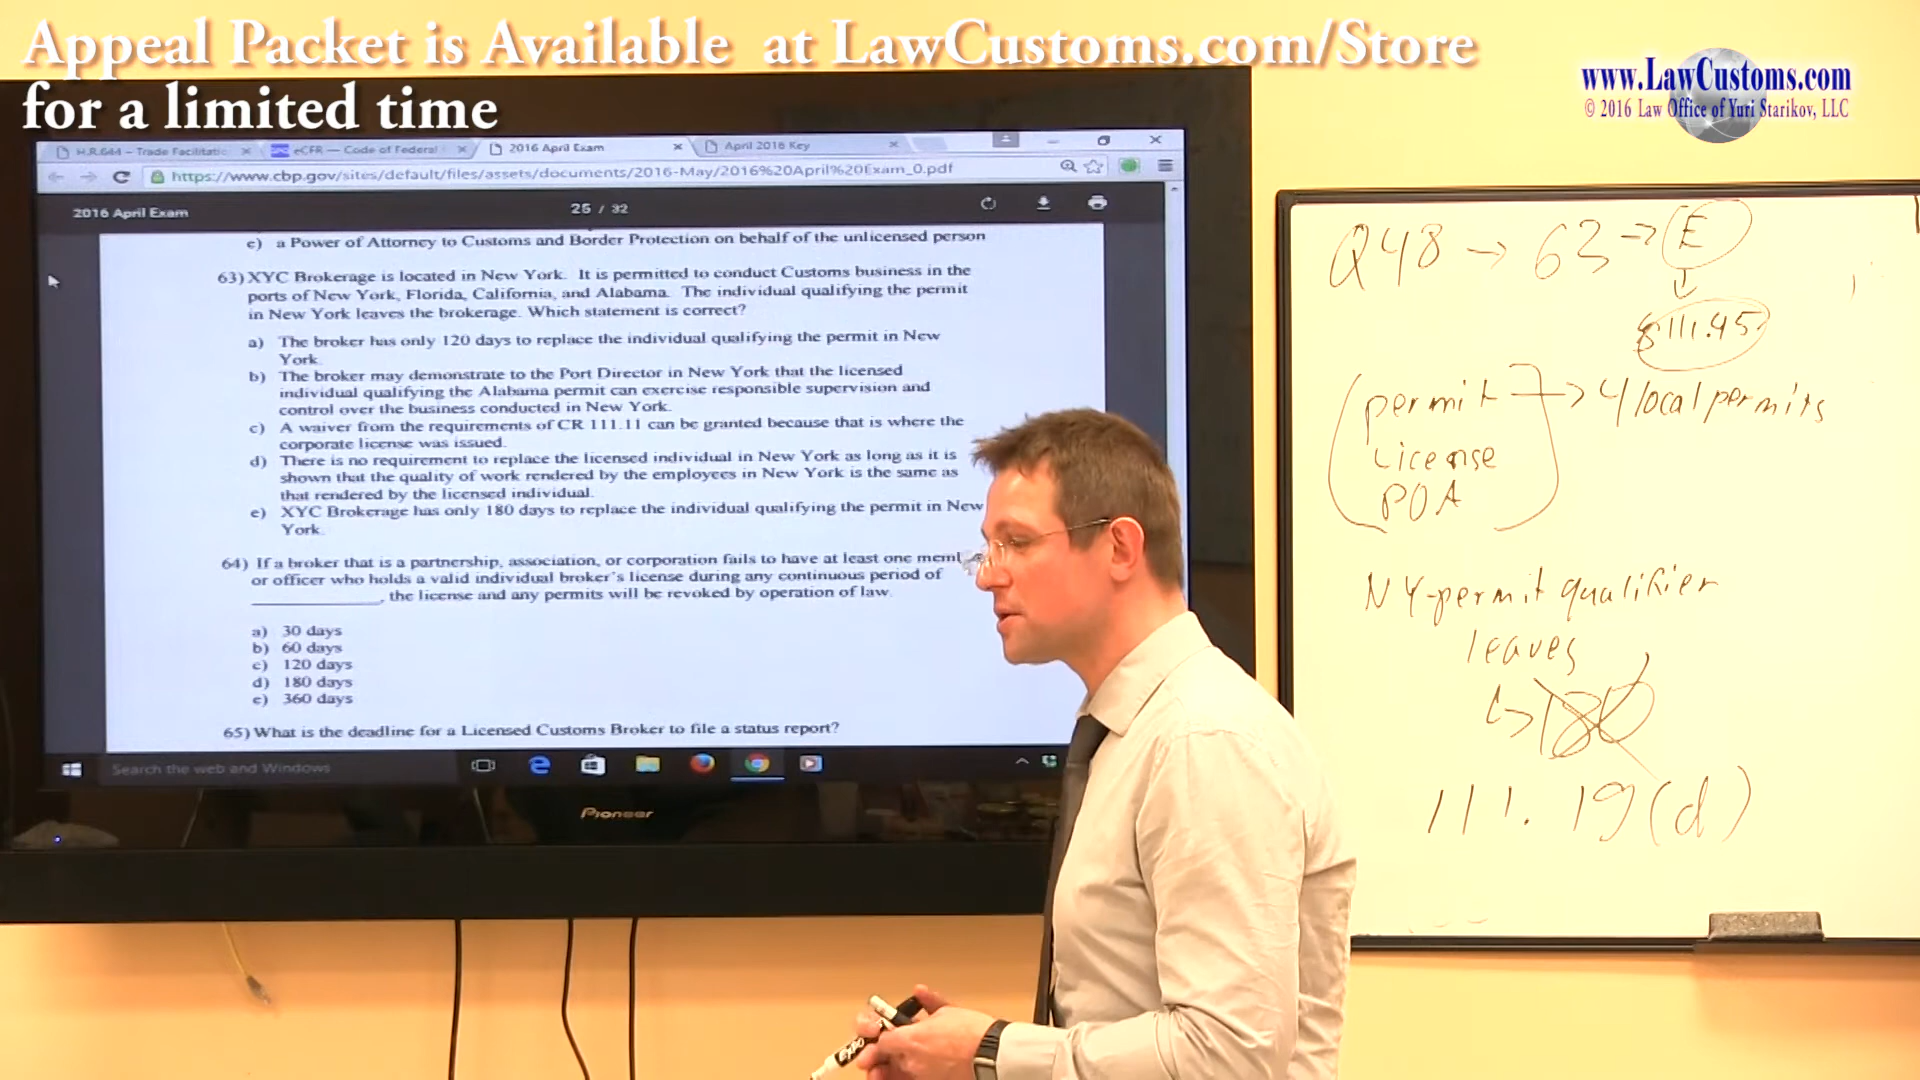 Appeal Packet is Available at LawCustoms.com/Store
for a limited time
www.LawCustoms.com
© 2016 Law Office of Yuri Starikov, LLC
H.R.644 – Trade Facilitatic
eCFR — Code of Federal
2016 April Exam
April 2016 Key
https://www.cbp.gov/sites/default/files/assets/documents/2016-May/2016%20April%20Exam_0.pdf
2016 April Exam
25 / 32
e) a Power of Attorney to Customs and Border Protection on behalf of the unlicensed person
63) XYC Brokerage is located in New York. It is permitted to conduct Customs business in the
ports of New York, Florida, California, and Alabama. The individual qualifying the permit
in New York leaves the brokerage. Which statement is correct?
a) The broker has only 120 days to replace the individual qualifying the permit in New
York.
b) The broker may demonstrate to the Port Director in New York that the licensed
individual qualifying the Alabama permit can exercise responsible supervision and
control over the business conducted in New York.
c) A waiver from the requirements of CR 111.11 can be granted because that is where the
corporate license was issued.
d) There is no requirement to replace the licensed individual in New York as long as it is
shown that the quality of work rendered by the employees in New York is the same as
that rendered by the licensed individual.
e) XYC Brokerage has only 180 days to replace the individual qualifying the permit in New
York.
64) If a broker that is a partnership, association, or corporation fails to have at least one
or officer who holds a valid individual broker's license during any continuous period of
_______________, the license and any permits will be revoked by operation of law.
a) 30 days
b) 60 days
c) 120 days
d) 180 days
e) 360 days
65) What is the deadline for a Licensed Customs Broker to file a status report?
Search the web and Windows
Pioneer
Q48 → 63 → E
§111.45
permit → 4 local permits
License
POA
NY-permit qualifier
leaves
180
111.19(d)
EXPO